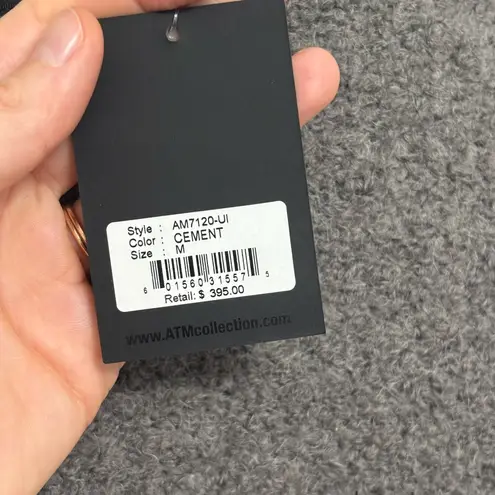 Style : AM7120-UI
Color : CEMENT
Size : M
6 01560 31557 5
Retail: $ 395.00
www.ATMcollection.com